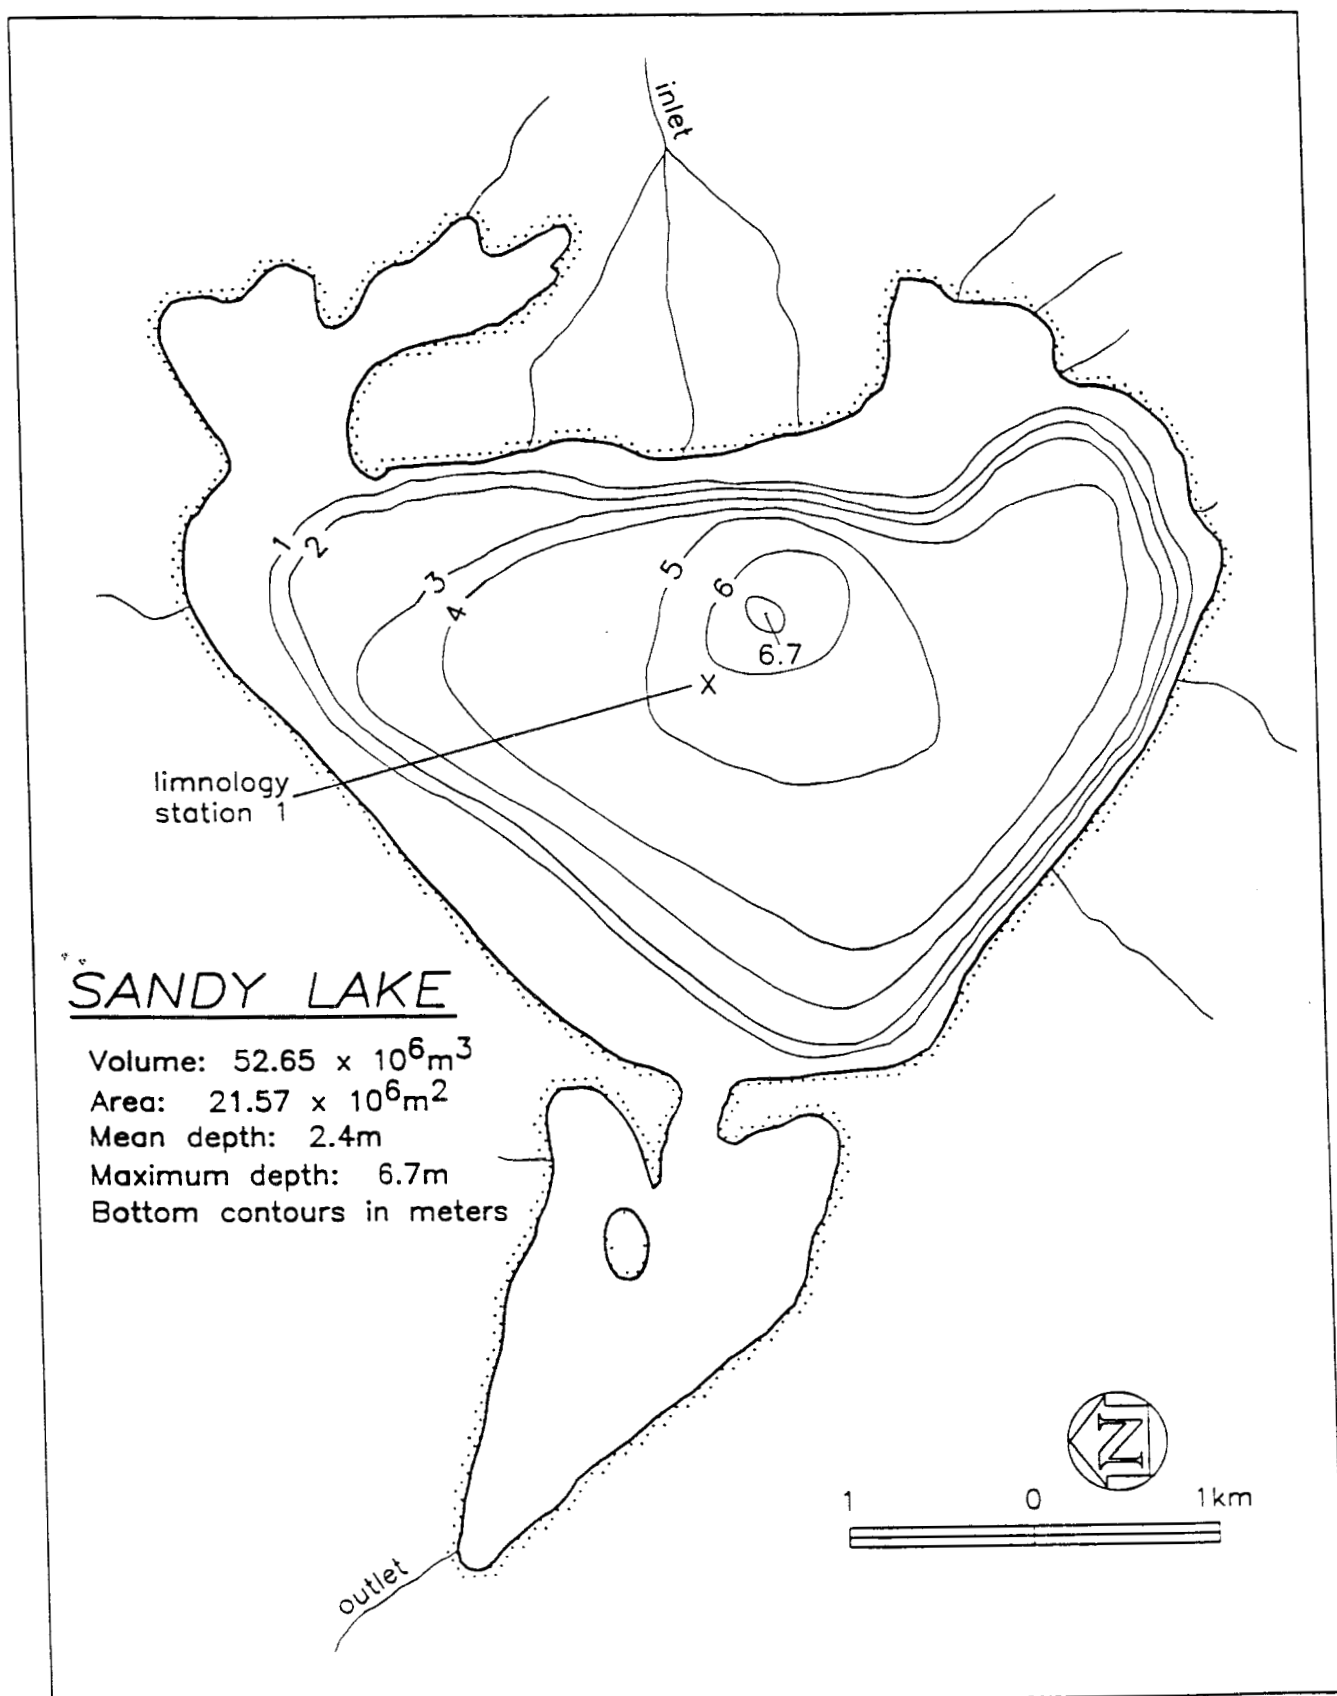 inlet
1
2
3
4
5
6
6.7
X
limnology
station 1
SANDY LAKE
Volume: 52.65 x 10⁶m³
Area: 21.57 x 10⁶m²
Mean depth: 2.4m
Maximum depth: 6.7m
Bottom contours in meters
N
1 0 1km
outlet